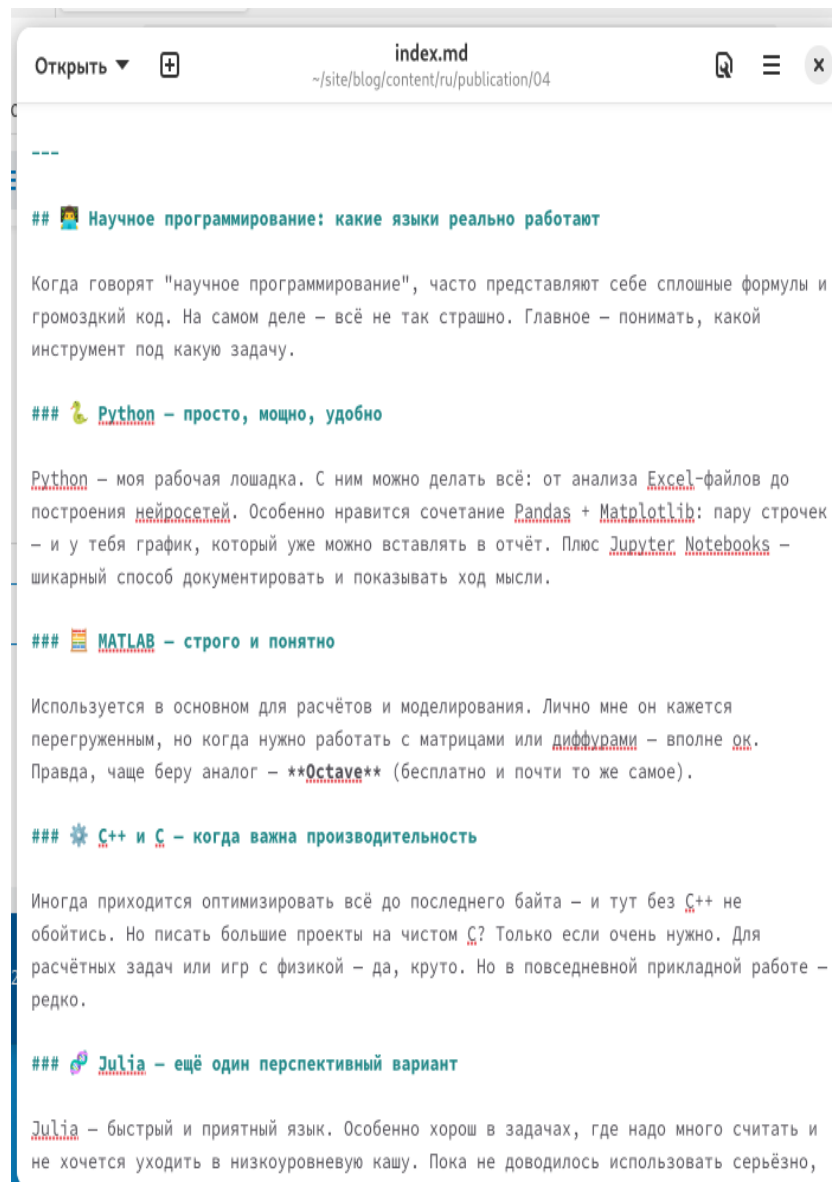 Открыть
index.md
~/site/blog/content/ru/publication/04
---
## 👨‍💻 Научное программирование: какие языки реально работают
Когда говорят "научное программирование", часто представляют себе сплошные формулы и
громоздкий код. На самом деле — всё не так страшно. Главное — понимать, какой
инструмент под какую задачу.
### 🐍 Python — просто, мощно, удобно
Python — моя рабочая лошадка. С ним можно делать всё: от анализа Excel-файлов до
построения нейросетей. Особенно нравится сочетание Pandas + Matplotlib: пару строчек
— и у тебя график, который уже можно вставлять в отчёт. Плюс Jupyter Notebooks —
шикарный способ документировать и показывать ход мысли.
### 🧮 MATLAB — строго и понятно
Используется в основном для расчётов и моделирования. Лично мне он кажется
перегруженным, но когда нужно работать с матрицами или диффурами — вполне ок.
Правда, чаще беру аналог — **Octave** (бесплатно и почти то же самое).
### ⚙️ C++ и C — когда важна производительность
Иногда приходится оптимизировать всё до последнего байта — и тут без C++ не
обойтись. Но писать большие проекты на чистом C? Только если очень нужно. Для
расчётных задач или игр с физикой — да, круто. Но в повседневной прикладной работе —
редко.
### 🧬 Julia — ещё один перспективный вариант
Julia — быстрый и приятный язык. Особенно хорош в задачах, где надо много считать и
не хочется уходить в низкоуровневую кашу. Пока не доводилось использовать серьёзно,